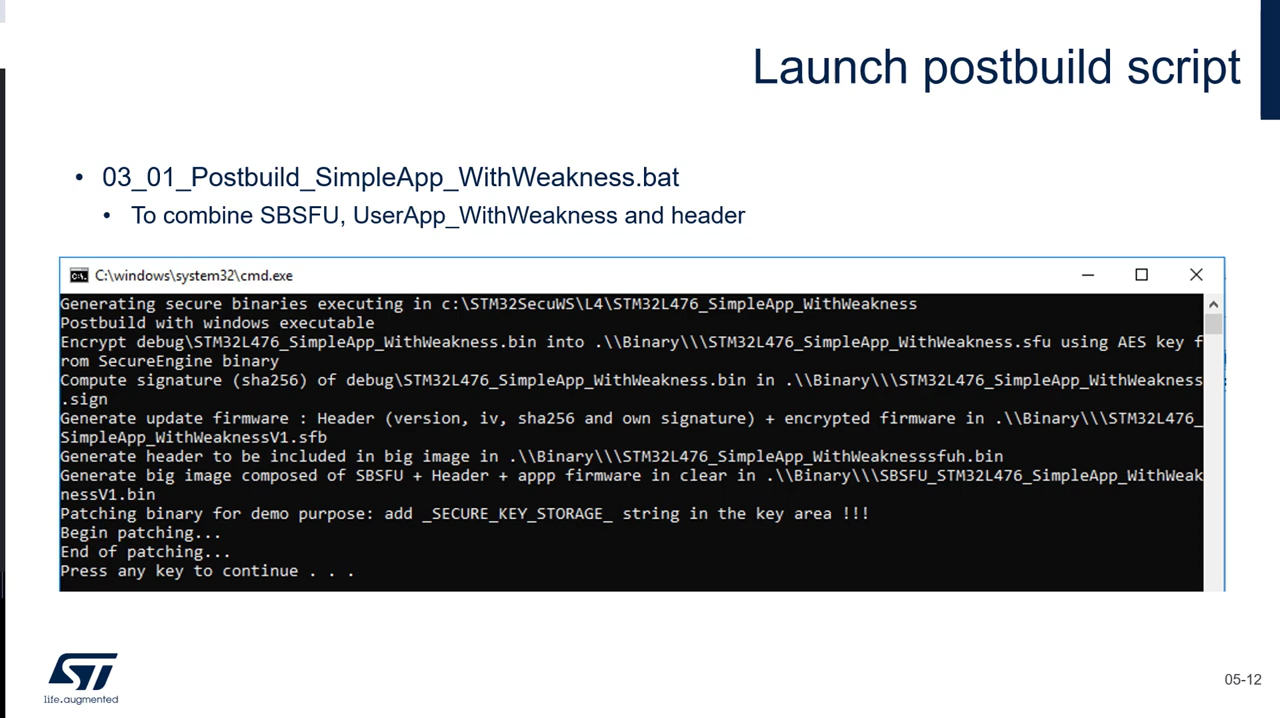 Launch postbuild script
• 03_01_Postbuild_SimpleApp_WithWeakness.bat
• To combine SBSFU, UserApp_WithWeakness and header
C:\windows\system32\cmd.exe
Generating secure binaries executing in c:\STM32SecuWS\L4\STM32L476_SimpleApp_WithWeakness
Postbuild with windows executable
Encrypt debug\STM32L476_SimpleApp_WithWeakness.bin into .\\Binary\\\STM32L476_SimpleApp_WithWeakness.sfu using AES key f
rom SecureEngine binary
Compute signature (sha256) of debug\STM32L476_SimpleApp_WithWeakness.bin in .\\Binary\\\STM32L476_SimpleApp_WithWeakness
.sign
Generate update firmware : Header (version, iv, sha256 and own signature) + encrypted firmware in .\\Binary\\\STM32L476_
SimpleApp_WithWeaknessV1.sfb
Generate header to be included in big image in .\\Binary\\\STM32L476_SimpleApp_WithWeaknesssfuh.bin
Generate big image composed of SBSFU + Header + appp firmware in clear in .\\Binary\\\SBSFU_STM32L476_SimpleApp_WithWeak
nessV1.bin
Patching binary for demo purpose: add _SECURE_KEY_STORAGE_ string in the key area !!!
Begin patching...
End of patching...
Press any key to continue . . .
ST
life.augmented
05-12